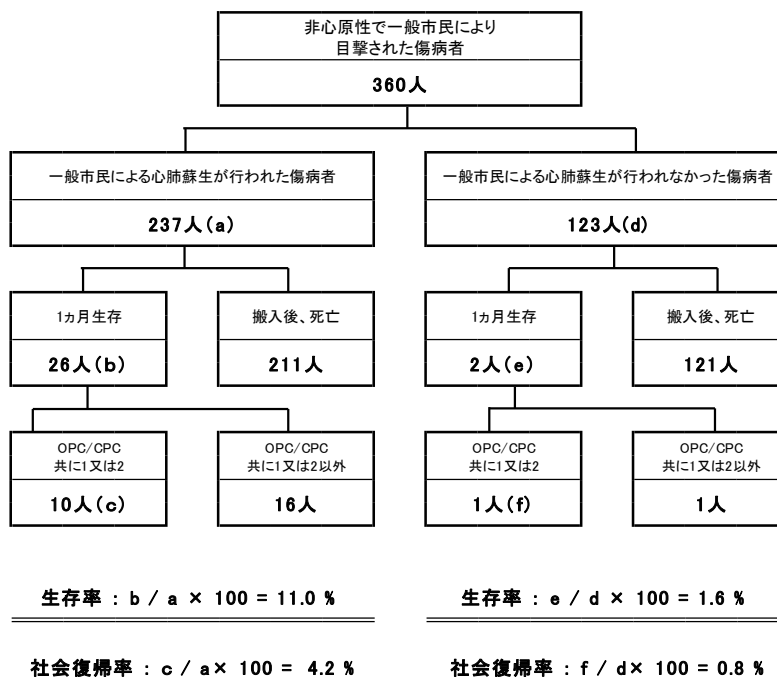 非心原性で一般市民により
目撃された傷病者
360人
一般市民による心肺蘇生が行われた傷病者
一般市民による心肺蘇生が行われなかった傷病者
237人(a)
123人(d)
1ヵ月生存
搬入後、死亡
1ヵ月生存
搬入後、死亡
26人(b)
211人
2人(e)
121人
OPC/CPC
共に1又は2
OPC/CPC
共に1又は2以外
OPC/CPC
共に1又は2
OPC/CPC
共に1又は2以外
10人(c)
16人
1人(f)
1人
生存率 : b / a × 100 = 11.0 %
生存率 : e / d × 100 = 1.6 %
社会復帰率 : c / a× 100 = 4.2 %
社会復帰率 : f / d× 100 = 0.8 %